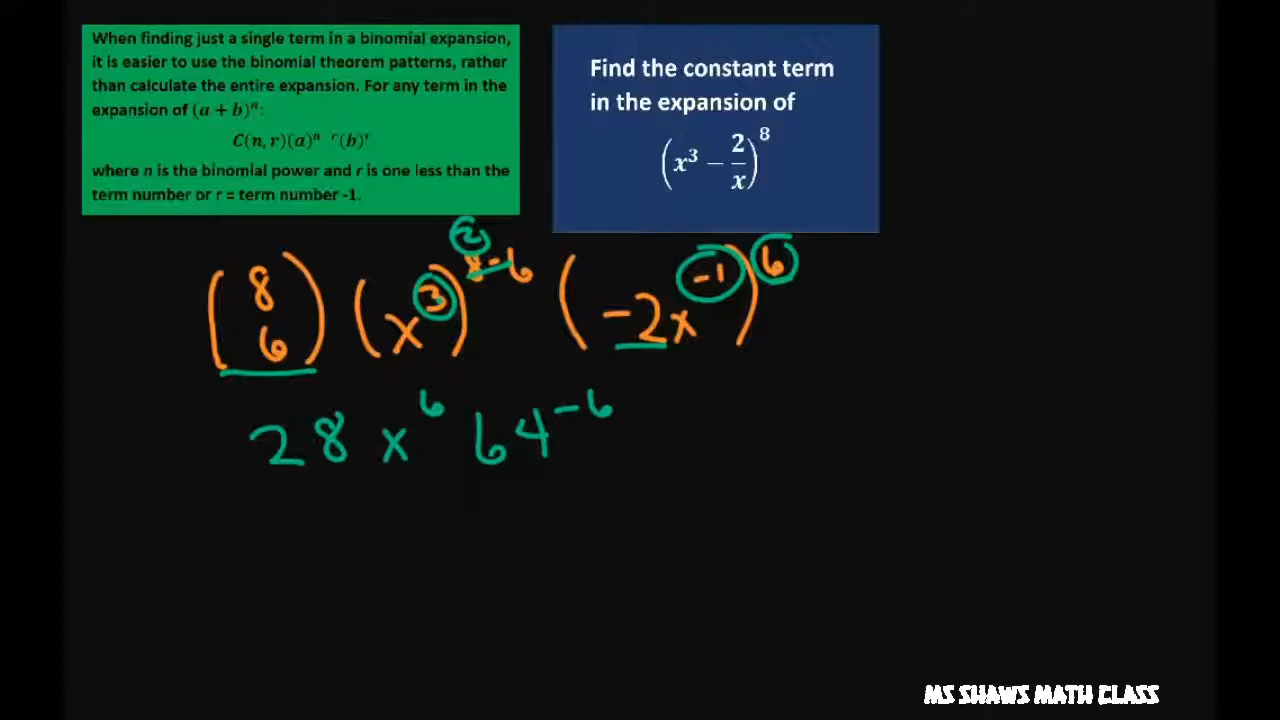 When finding just a single term in a binomial expansion,
it is easier to use the binomial theorem patterns, rather
than calculate the entire expansion. For any term in the
expansion of (a + b)ⁿ:
C(n, r)(a)ⁿ ʳ(b)ʳ
where n is the binomial power and r is one less than the
term number or r = term number -1.
Find the constant term
in the expansion of
(x³ − 2/x)⁸
(8 6) (x³)⁸⁻⁶ (-2x⁻¹)⁶
2
28 x⁶ 64⁻⁶
MS SHAWS MATH CLASS